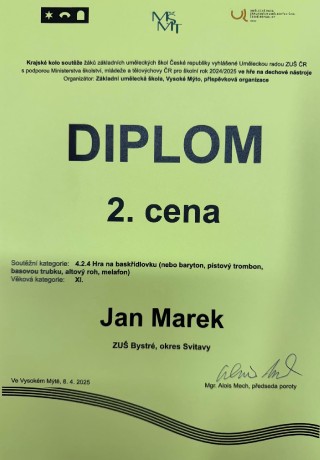 MŠMT
Krajské kolo soutěže žáků základních uměleckých škol České republiky vyhlášené Uměleckou radou ZUŠ ČR
s podporou Ministerstva školství, mládeže a tělovýchovy ČR pro školní rok 2024/2025 ve hře na dechové nástroje
Organizátor: Základní umělecká škola, Vysoké Mýto, příspěvková organizace
DIPLOM
2. cena
Soutěžní kategorie: 4.2.4 Hra na baskřídlovku (nebo baryton, pístový trombon,
basovou trubku, altový roh, melafon)
Věková kategorie: XI.
Jan Marek
ZUŠ Bystré, okres Svitavy
Ve Vysokém Mýtě, 6. 4. 2025
Mgr. Alois Mech, předseda poroty